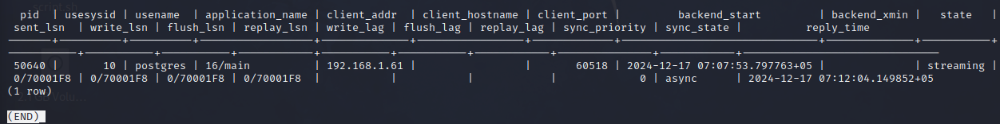 script.sh
  pid  | usesysid | usename  | application_name | client_addr  | client_hostname | client_port |         backend_start         | backend_xmin |   state   |
 sent_lsn  | write_lsn | flush_lsn | replay_lsn | write_lag | flush_lag | replay_lag | sync_priority | sync_state |          reply_time
-------+----------+----------+------------------+--------------+-----------------+-------------+-------------------------------+--------------+-----------+
-----------+-----------+-----------+------------+-----------+-----------+------------+---------------+------------+-------------------------------
 50640 |       10 | postgres | 16/main          | 192.168.1.61 |                 |       60518 | 2024-12-17 07:07:53.797763+05 |              | streaming |
 0/70001F8 | 0/70001F8 | 0/70001F8 | 0/70001F8  |           |           |            |             0 | async      | 2024-12-17 07:12:04.149852+05
(1 row)
Volu...
(END)